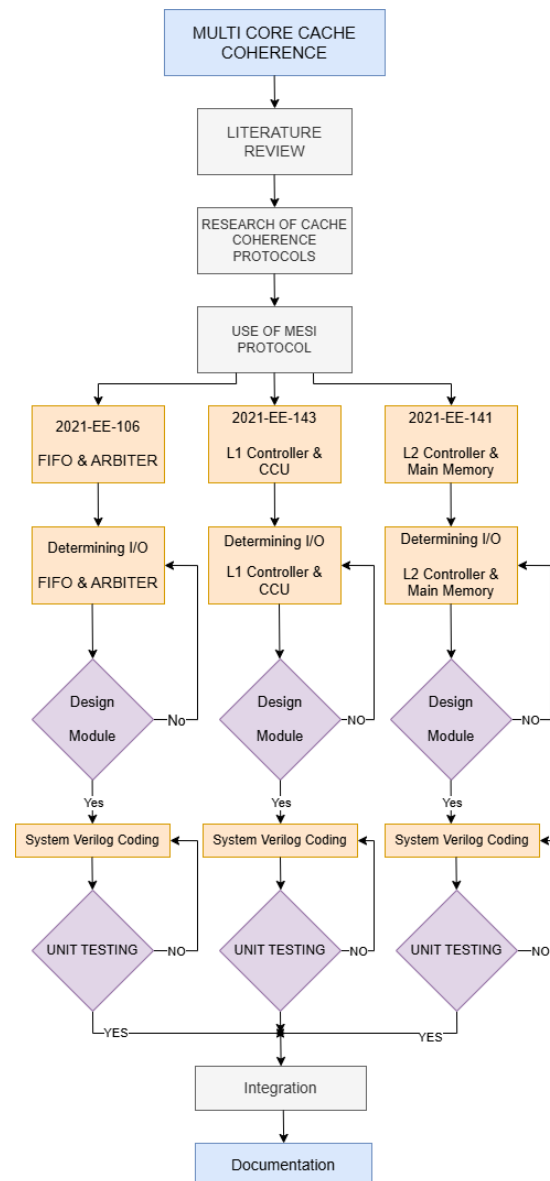 MULTI CORE CACHE
COHERENCE
LITERATURE
REVIEW
RESEARCH OF CACHE
COHERENCE
PROTOCOLS
USE OF MESI
PROTOCOL
2021-EE-106
FIFO & ARBITER
2021-EE-143
L1 Controller &
CCU
2021-EE-141
L2 Controller &
Main Memory
Determining I/O
FIFO & ARBITER
Determining I/O
L1 Controller &
CCU
Determining I/O
L2 Controller &
Main Memory
Design
Module
No
Design
Module
NO
Design
Module
NO
Yes
Yes
Yes
System Verilog Coding
System Verilog Coding
System Verilog Coding
UNIT TESTING
NO
UNIT TESTING
NO
UNIT TESTING
NO
YES
YES
Integration
Documentation